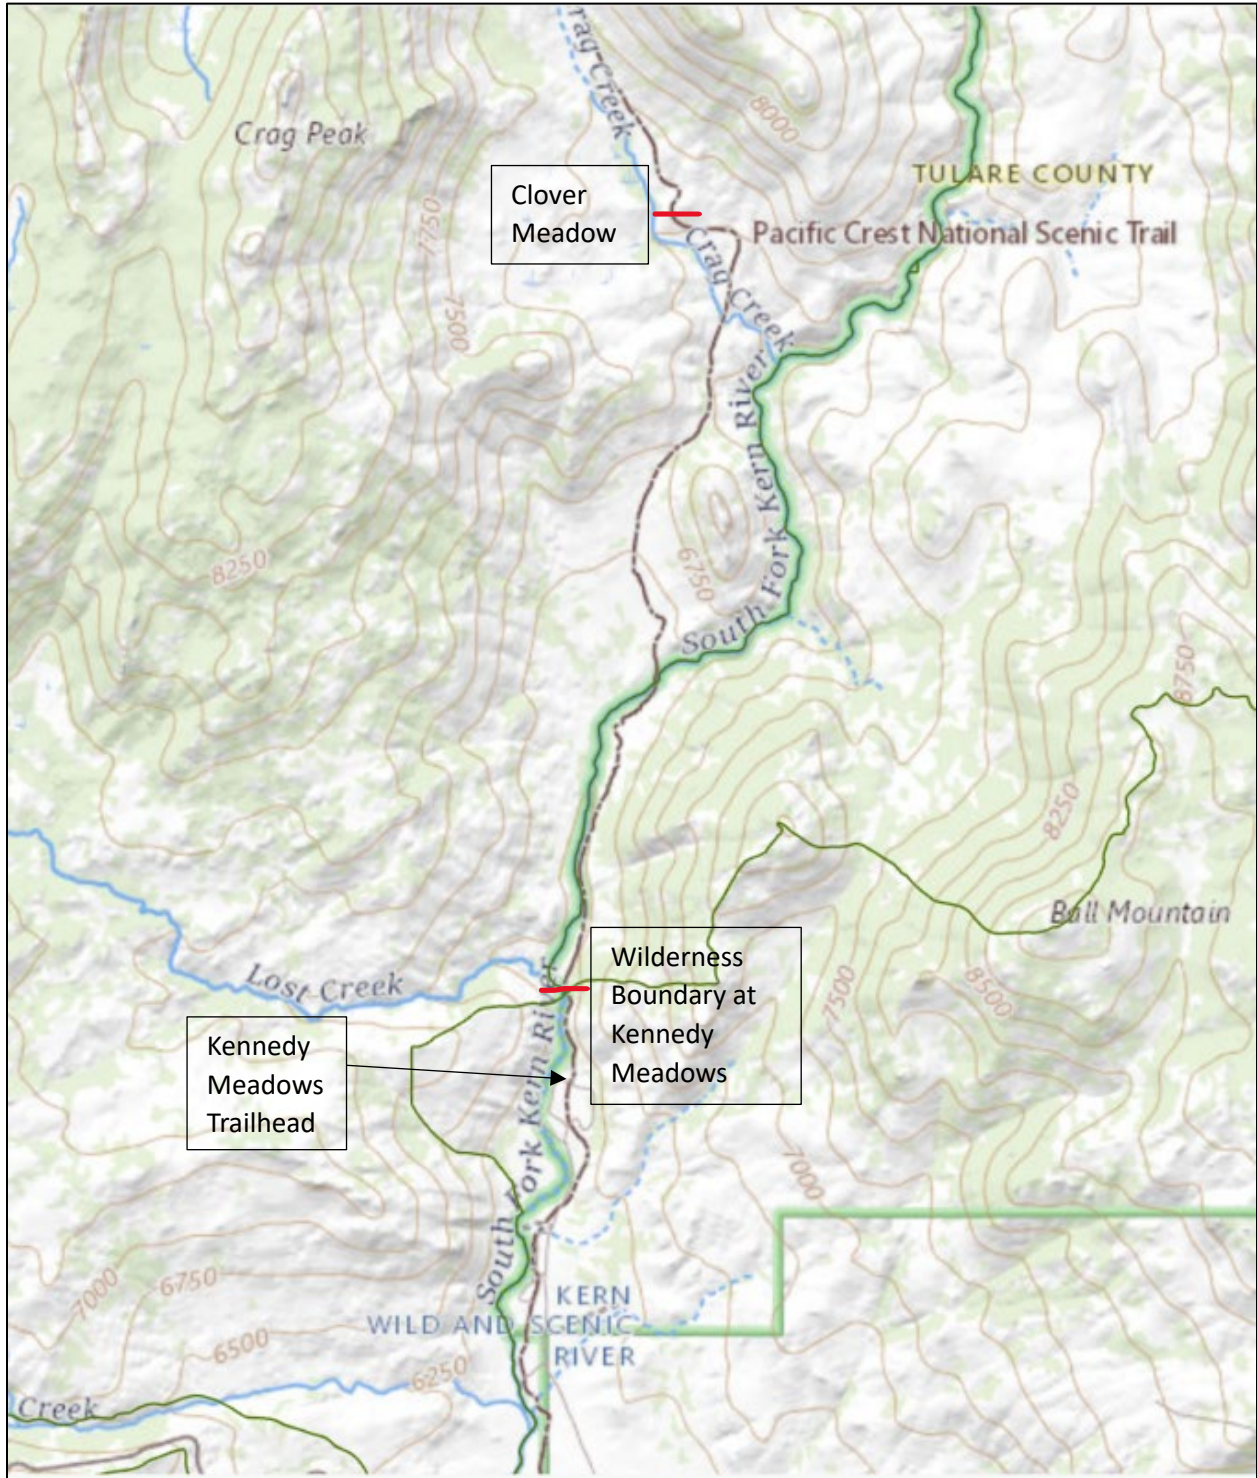 rag Creek
8000
Crag Peak
TULARE COUNTY
Clover
Meadow
7750
Pacific Crest National Scenic Trail
Crag Creek
7500
South Fork Kern River
8250
6750
8750
8250
Ball Mountain
Wilderness
Boundary at
Kennedy
Meadows
Lost Creek
7500
8500
Kennedy
Meadows
Trailhead
South Fork Kern River
7000
7000
6750
KERN
WILD AND SCENIC
RIVER
6500
6250
Creek